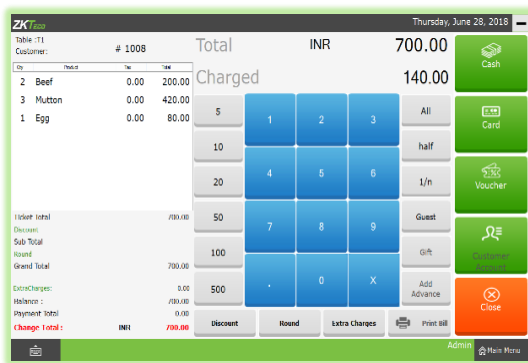 ZKTeco
Thursday, June 28, 2018
Table :T1
Customer:
# 1008
Qty Product Tax Total
2 Beef 0.00 200.00
3 Mutton 0.00 420.00
1 Egg 0.00 80.00
Ticket Total 700.00
Discount
Sub Total
Round
Grand Total 700.00
ExtraCharges: 0.00
Balance : 700.00
Payment Total 0.00
Change Total: INR 700.00
Total INR 700.00
Charged 140.00
5 1 2 3 All
10 half
20 4 5 6 1/n
50 7 8 9 Guest
100 Gift
500 . 0 X Add Advance
Discount Round Extra Charges Print Bill
Cash
Card
Voucher
Customer
Account
Close
Admin
Main Menu